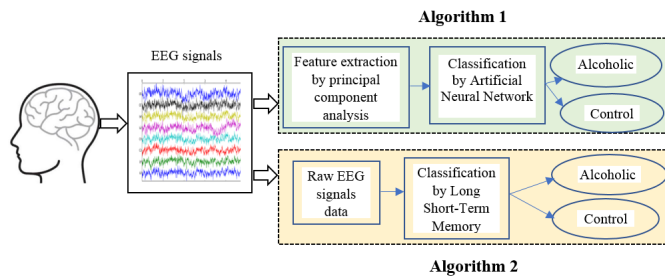 Algorithm 1
EEG signals
Feature extraction
by principal
component
analysis
Classification
by Artificial
Neural Network
Alcoholic
Control
Raw EEG
signals
data
Classification
by Long
Short-Term
Memory
Alcoholic
Control
Algorithm 2